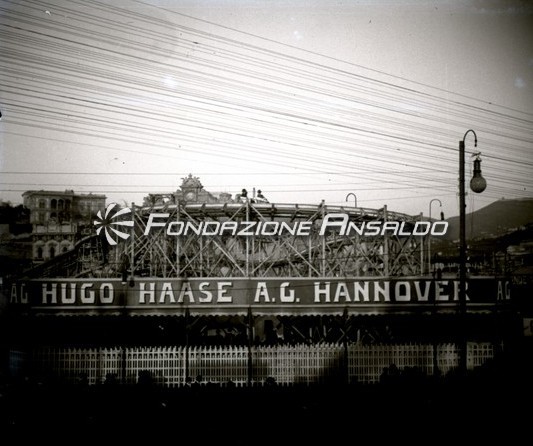 FONDAZIONE ANSALDO
AG HUGO HAASE A.G. HANNOVER AG